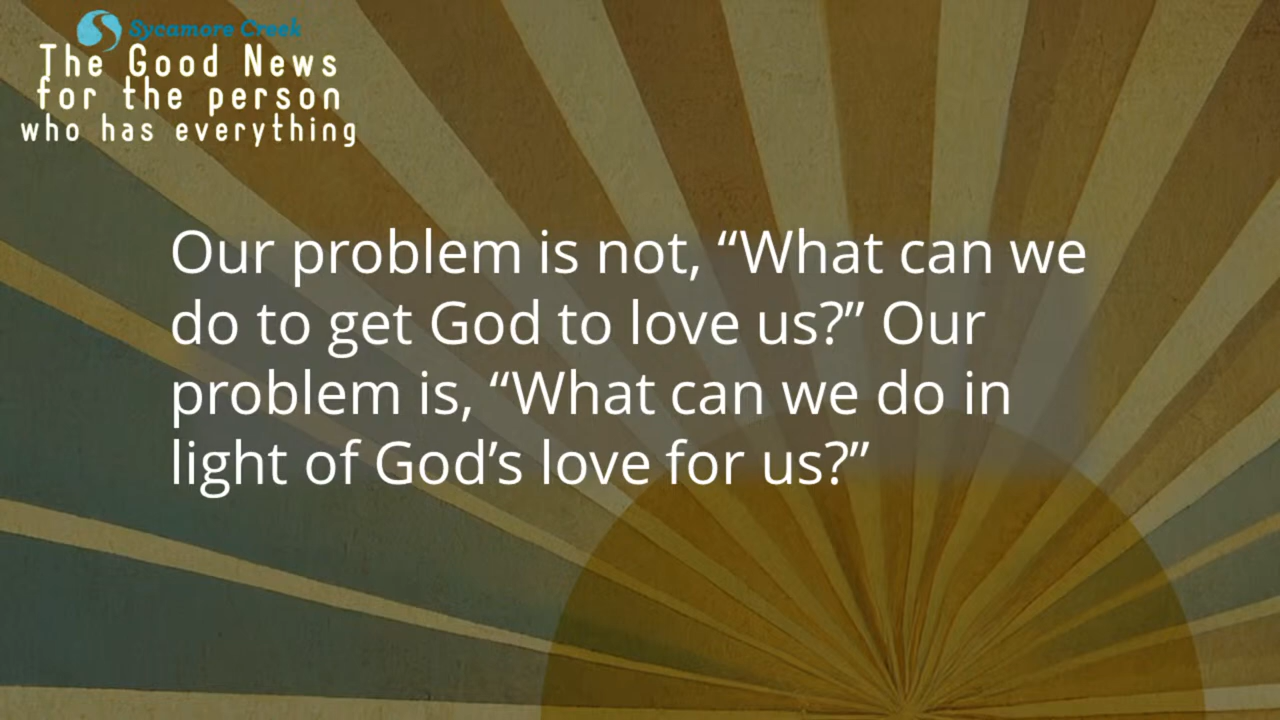 Sycamore Creek
The Good News
for the person
who has everything
Our problem is not, “What can we
do to get God to love us?” Our
problem is, “What can we do in
light of God’s love for us?”